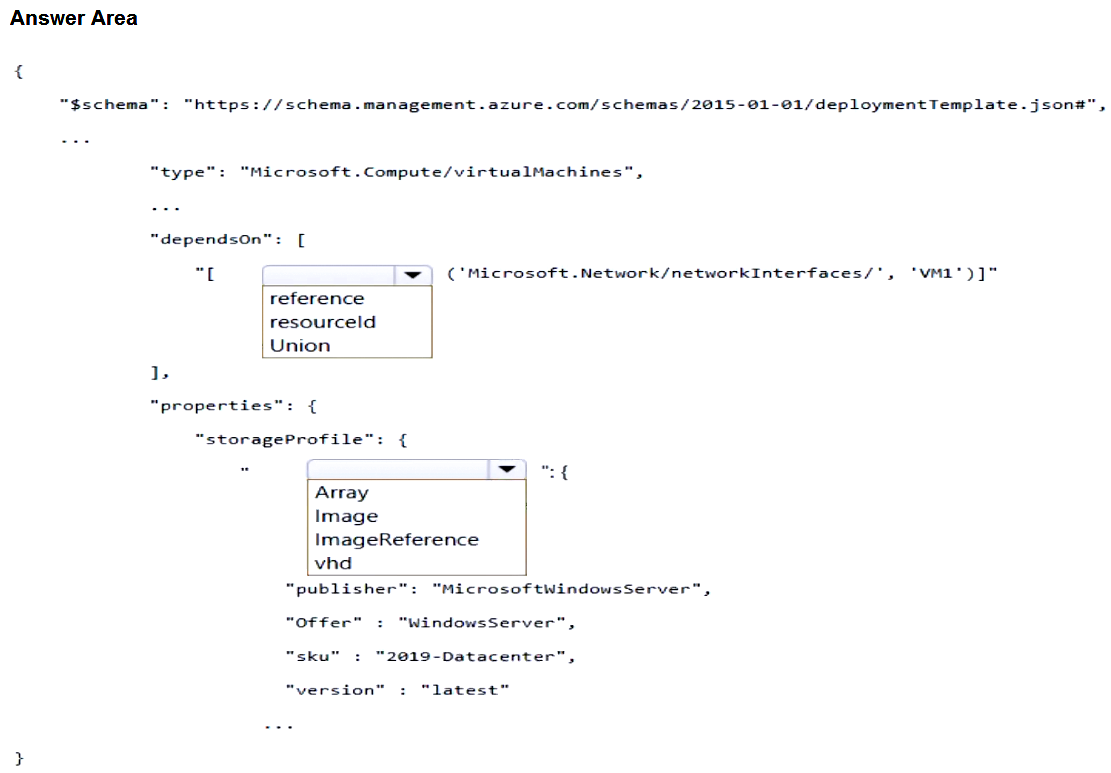 Answer Area
{
"$schema": "https://schema.management.azure.com/schemas/2015-01-01/deploymentTemplate.json#",
...
"type": "Microsoft.Compute/virtualMachines",
...
"dependsOn": [
"[ ('Microsoft.Network/networkInterfaces/', 'VM1')]"
reference
resourceId
Union
],
"properties": {
"storageProfile": {
" ":{
Array
Image
ImageReference
vhd
"publisher": "MicrosoftWindowsServer",
"Offer" : "WindowsServer",
"sku" : "2019-Datacenter",
"version" : "latest"
...
}